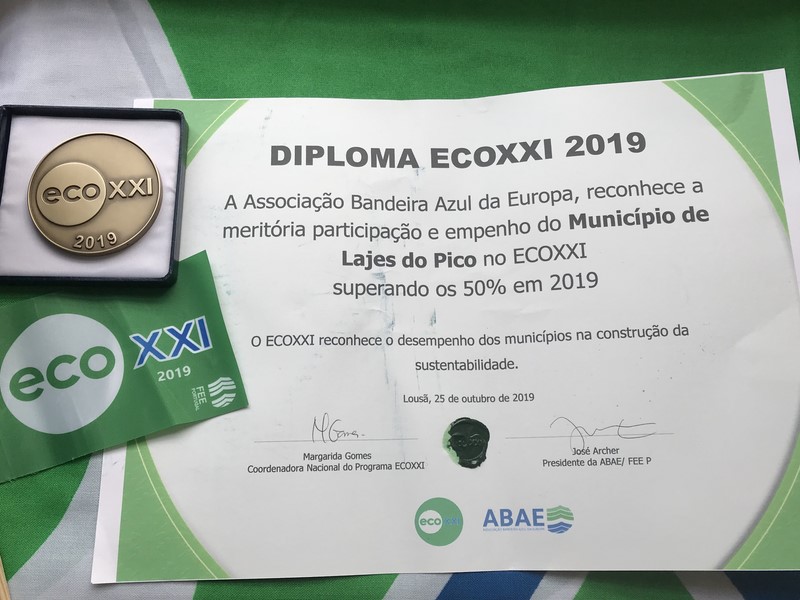 DIPLOMA ECOXXI 2019
A Associação Bandeira Azul da Europa, reconhece a
meritória participação e empenho do Município de
Lajes do Pico no ECOXXI
superando os 50% em 2019
O ECOXXI reconhece o desempenho dos municípios na construção da
sustentabilidade.
Lousã, 25 de outubro de 2019
Margarida Gomes
Coordenadora Nacional do Programa ECOXXI
José Archer
Presidente da ABAE/ FEE P
eco xxi
ABAE
eco XXI
2019
eco XXI
2019
FEE
PORTUGAL